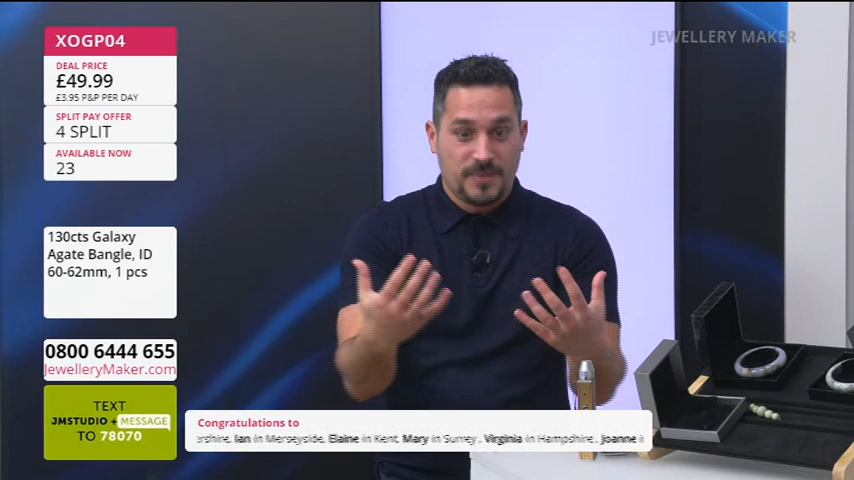 XOGP04
DEAL PRICE
£49.99
£3.95 P&P PER DAY
SPLIT PAY OFFER
4 SPLIT
AVAILABLE NOW
23
130cts Galaxy
Agate Bangle, ID
60-62mm, 1 pcs
0800 6444 655
JewelleryMaker.com
TEXT
JMSTUDIO + MESSAGE
TO 78070
JEWELLERY MAKER
Congratulations to
Ian in Merseyside, Elaine in Kent, Mary in Surrey, Virginia in Hampshire, Joanne